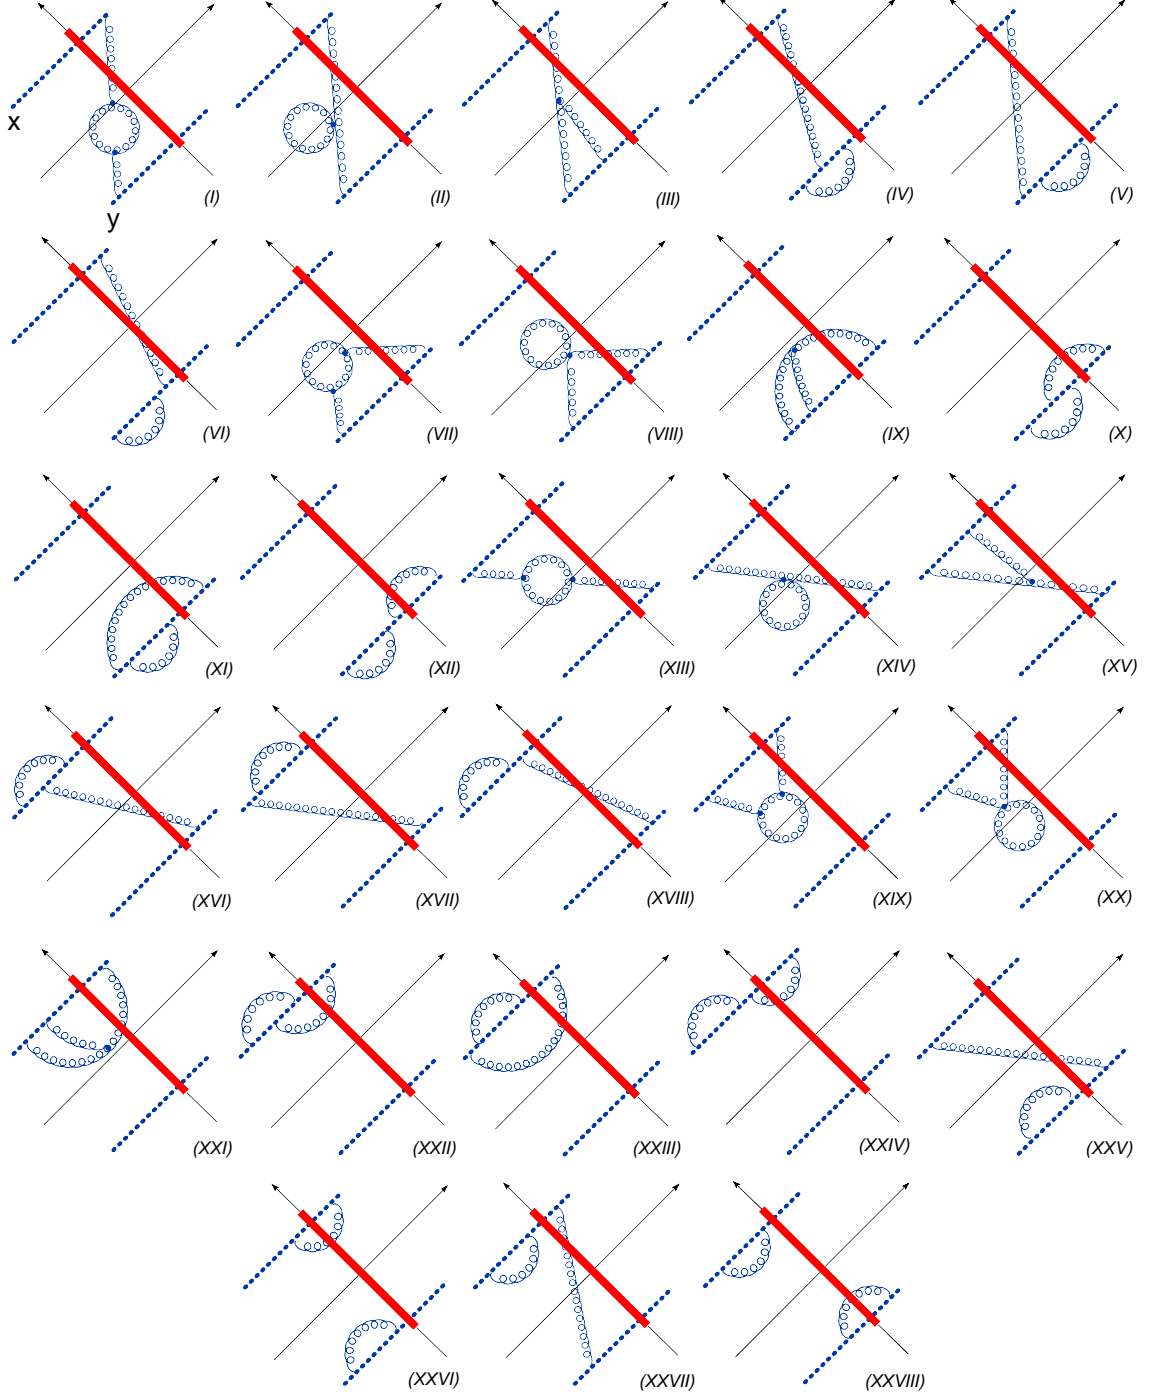 x
(I) (II) (III) (IV) (V)
y
(VI) (VII) (VIII) (IX) (X)
(XI) (XII) (XIII) (XIV) (XV)
(XVI) (XVII) (XVIII) (XIX) (XX)
(XXI) (XXII) (XXIII) (XXIV) (XXV)
(XXVI) (XXVII) (XXVIII)